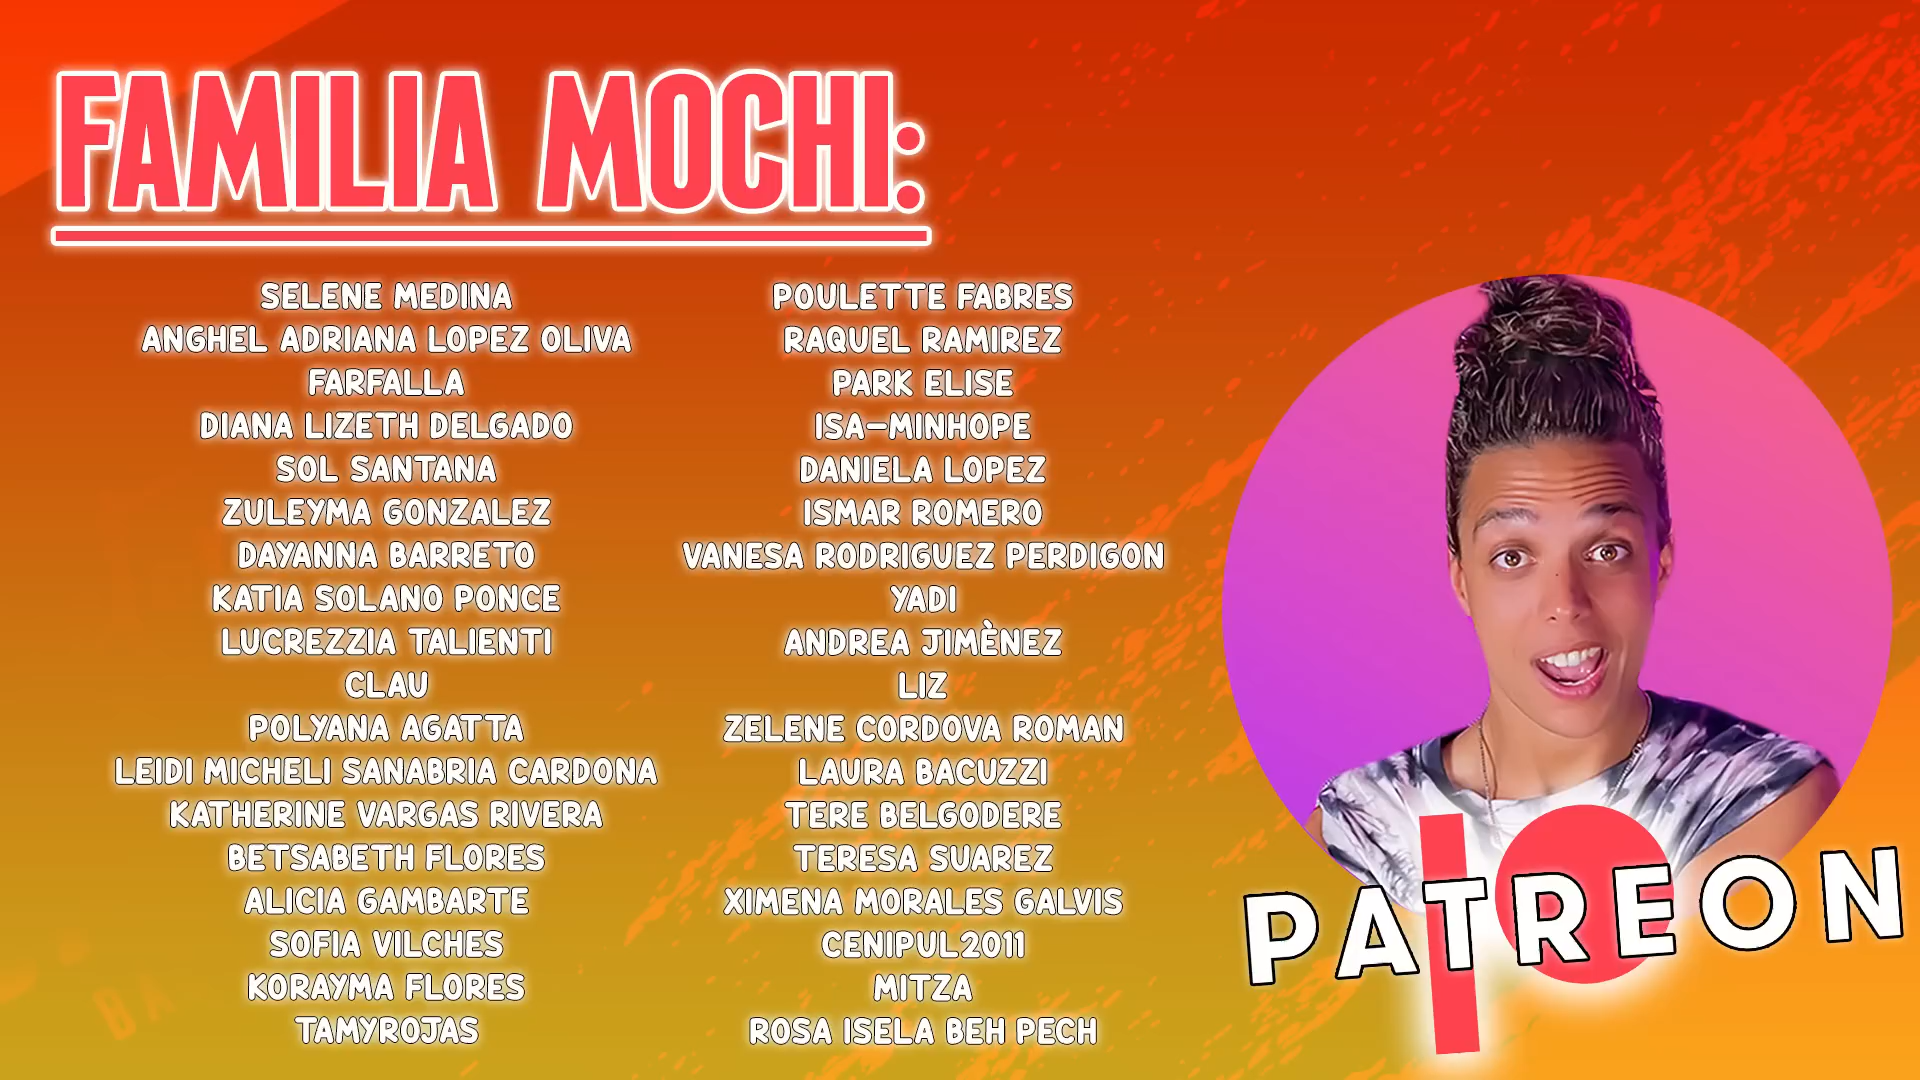 FAMILIA MOCHI:
SELENE MEDINA
ANGHEL ADRIANA LOPEZ OLIVA
FARFALLA
DIANA LIZETH DELGADO
SOL SANTANA
ZULEYMA GONZALEZ
DAYANNA BARRETO
KATIA SOLANO PONCE
LUCREZZIA TALIENTI
CLAU
POLYANA AGATTA
LEIDI MICHELI SANABRIA CARDONA
KATHERINE VARGAS RIVERA
BETSABETH FLORES
ALICIA GAMBARTE
SOFIA VILCHES
KORAYMA FLORES
TAMYROJAS
POULETTE FABRES
RAQUEL RAMIREZ
PARK ELISE
ISA-MINHOPE
DANIELA LOPEZ
ISMAR ROMERO
VANESA RODRIGUEZ PERDIGON
YADI
ANDREA JIMÈNEZ
LIZ
ZELENE CORDOVA ROMAN
LAURA BACUZZI
TERE BELGODERE
TERESA SUAREZ
XIMENA MORALES GALVIS
CENIPUL2011
MITZA
ROSA ISELA BEH PECH
PATREON